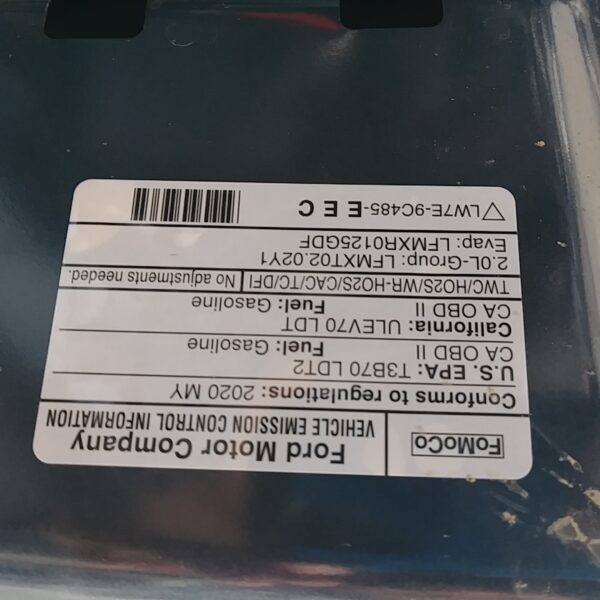 FoMoCo
Ford Motor Company
VEHICLE EMISSION CONTROL INFORMATION
Conforms to regulations: 2020 MY
U.S. EPA: T3B70 LDT2
CA OBD II Fuel: Gasoline
California: ULEV70 LDT
CA OBD II Fuel: Gasoline
TWC/HO2S/WR-HO2S/CAC/TC/DFI No adjustments needed.
2.0L-Group: LFMXT02.02Y1
Evap: LFMXR0125GDF
LW7E-9C485-EEC